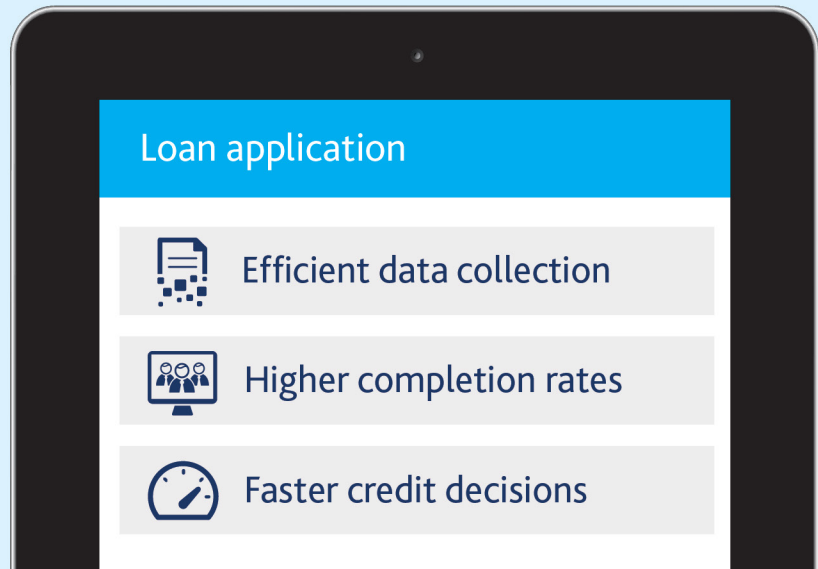 Loan application
Efficient data collection
Higher completion rates
Faster credit decisions